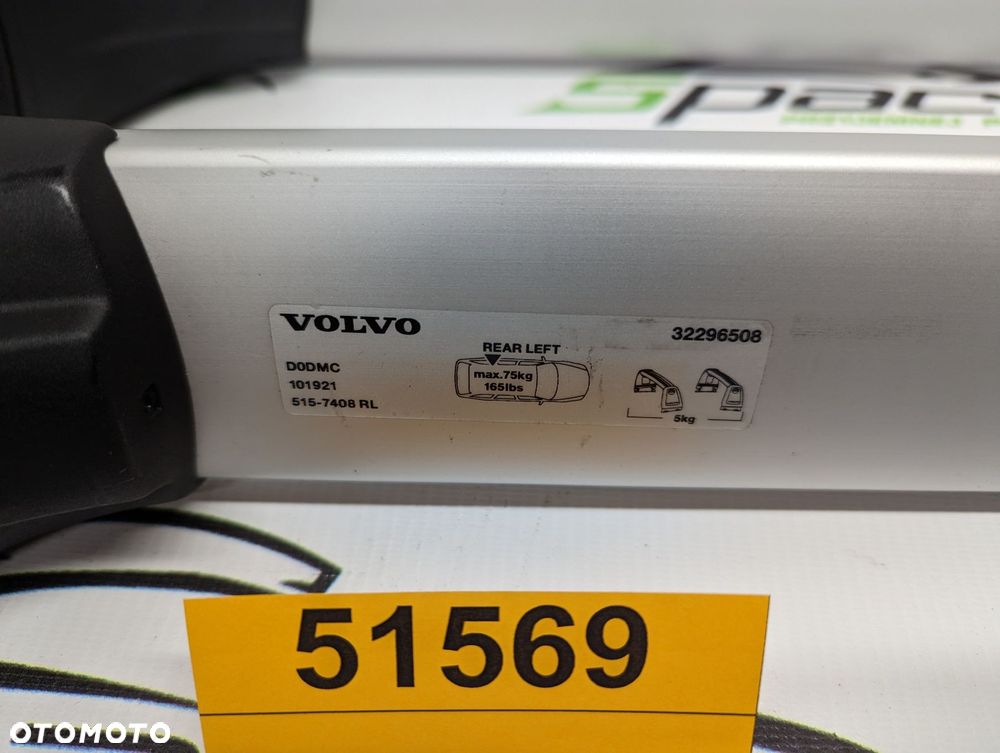 VOLVO
32296508
REAR LEFT
D0DMC
max.75kg
101921
165lbs
515-7408 RL
5kg
51569
OTOMOTO